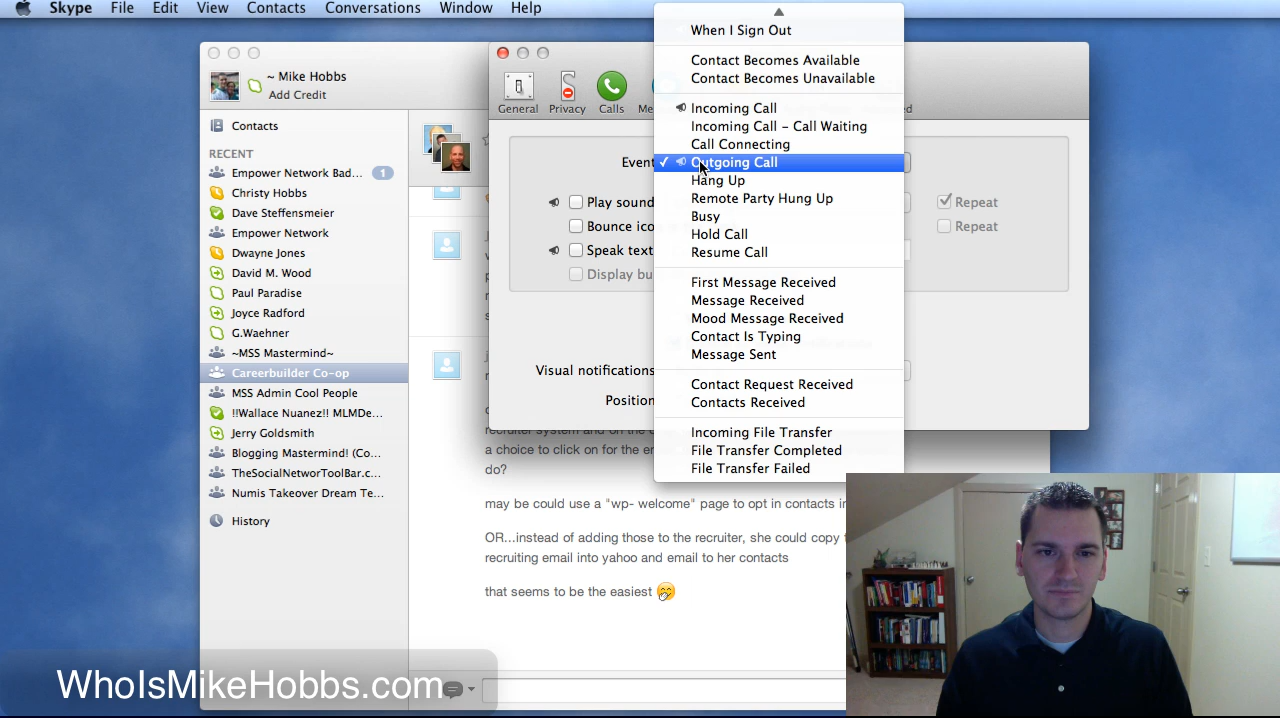 Skype File Edit View Contacts Conversations Window Help
~ Mike Hobbs
Add Credit
Contacts
RECENT
Empower Network Bad... 1
Christy Hobbs
Dave Steffensmeier
Empower Network
Dwayne Jones
David M. Wood
Paul Paradise
Joyce Radford
G.Waehner
~MSS Mastermind~
Careerbuilder Co-op
MSS Admin Cool People
!!Wallace Nuanez!! MLMDe...
Jerry Goldsmith
Blogging Mastermind! (Co...
TheSocialNetworToolBar.c...
Numis Takeover Dream Te...
History
General Privacy Calls
Event
Play sound
Repeat
Bounce ico
Repeat
Speak text
Display bu
Visual notifications
Position
When I Sign Out
Contact Becomes Available
Contact Becomes Unavailable
Incoming Call
Incoming Call – Call Waiting
Call Connecting
Outgoing Call
Hang Up
Remote Party Hung Up
Busy
Hold Call
Resume Call
First Message Received
Message Received
Mood Message Received
Contact Is Typing
Message Sent
Contact Request Received
Contacts Received
Incoming File Transfer
File Transfer Completed
File Transfer Failed
recruiter system and on the
a choice to click on for the
do?
may be could use a "wp- welcome" page to opt in contacts
OR...instead of adding those to the recruiter, she could copy
recruiting email into yahoo and email to her contacts
that seems to be the easiest
WhoIsMikeHobbs.com